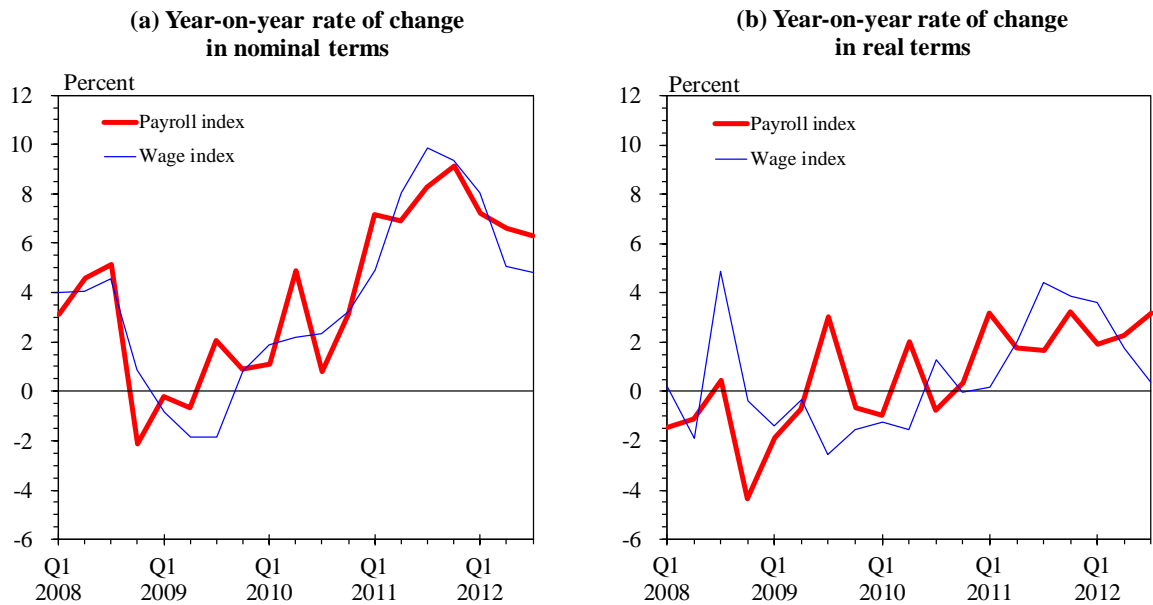 (a) Year-on-year rate of change
in nominal terms
Percent
12
10
8
6
4
2
0
-2
-4
-6
Payroll index
Wage index
Q1 Q1 Q1 Q1 Q1
2008 2009 2010 2011 2012
(b) Year-on-year rate of change
in real terms
Percent
12
10
8
6
4
2
0
-2
-4
-6
Payroll index
Wage index
Q1 Q1 Q1 Q1 Q1
2008 2009 2010 2011 2012